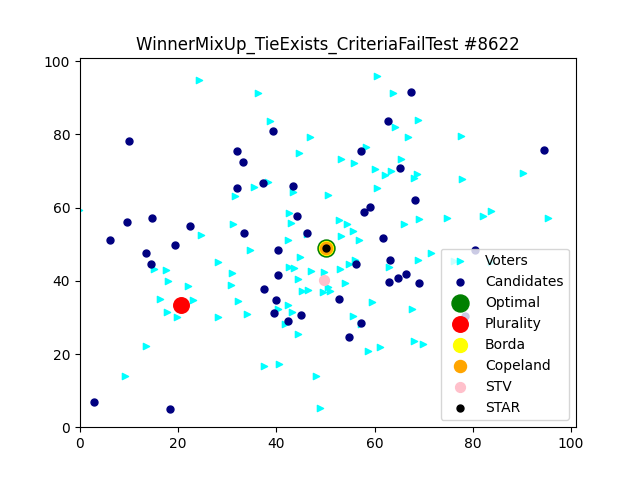 WinnerMixUp_TieExists_CriteriaFailTest #8622
100
80
60
40
20
0
0 20 40 60 80 100
Voters
Candidates
Optimal
Plurality
Borda
Copeland
STV
STAR